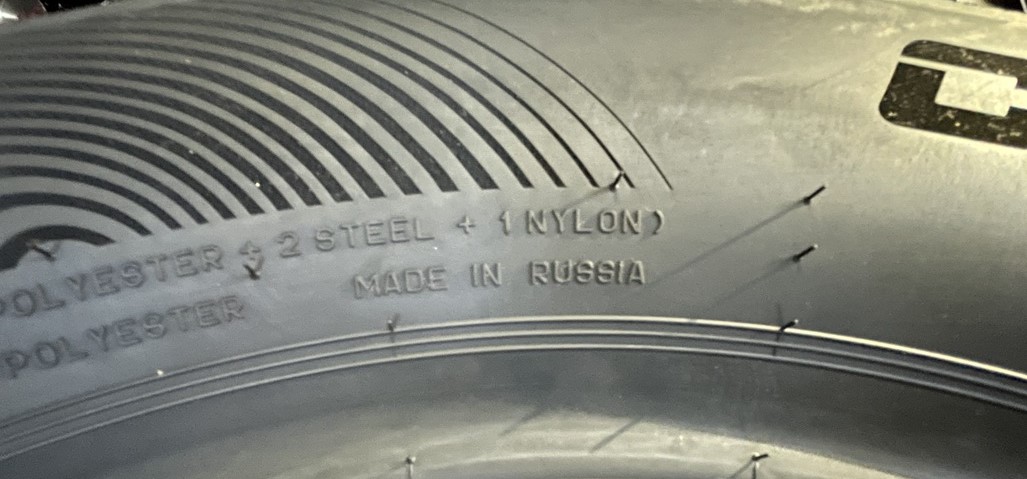 POLYESTER + 2 STEEL + 1 NYLON)
POLYESTER
MADE IN RUSSIA